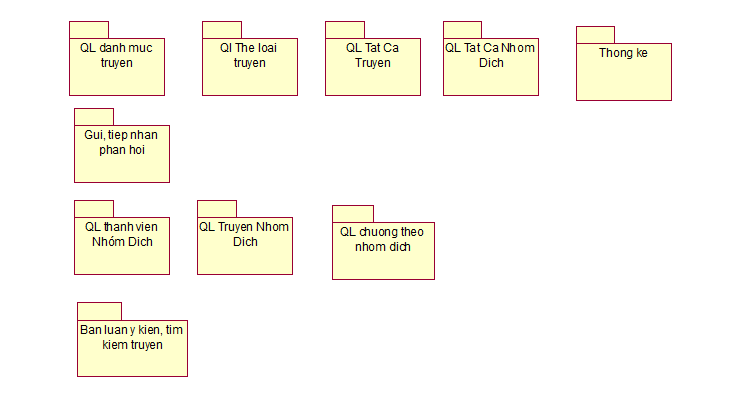 QL danh muc
truyen
Ql The loai
truyen
QL Tat Ca
Truyen
QL Tat Ca Nhom
Dich
Thong ke
Gui, tiep nhan
phan hoi
QL thanh vien
Nhóm Dich
QL Truyen Nhom
Dich
QL chuong theo
nhom dich
Ban luan y kien, tim
kiem truyen